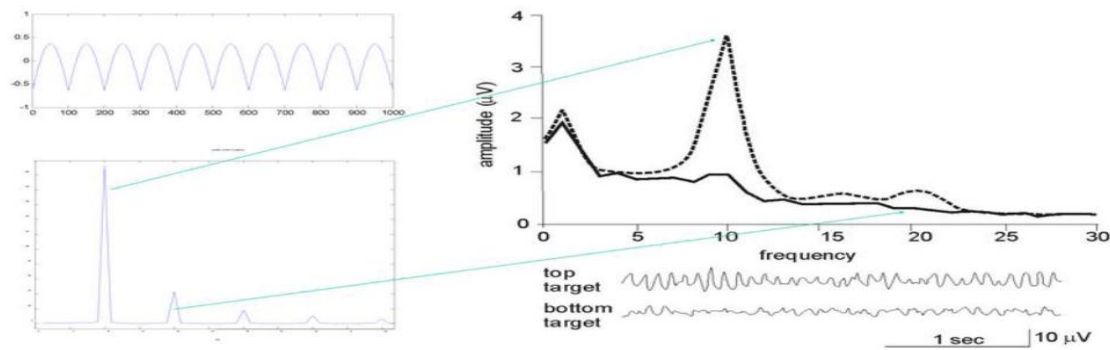 1
0.5
0
-0.5
-1
0 100 200 300 400 500 600 700 800 900 1000
4
3
2
1
0
amplitude (µV)
0 5 10 15 20 25 30
frequency
top
target
bottom
target
1 sec
10 µV